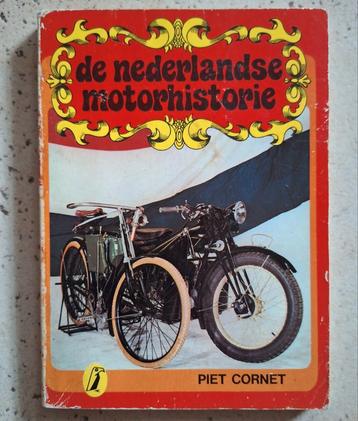 de nederlandse
motorhistorie
PIET CORNET